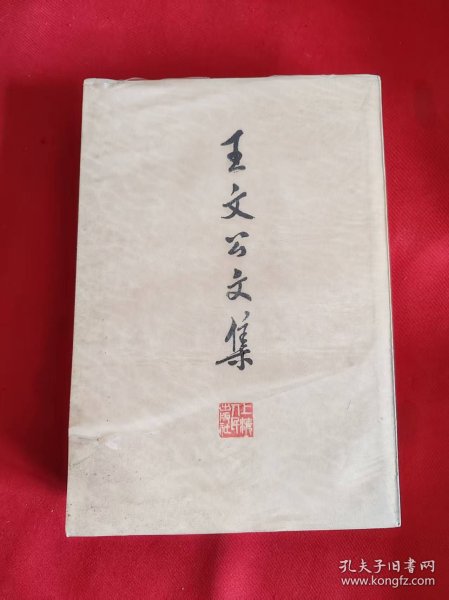 王文公文集
上海
人民
出版社
孔夫子旧书网
www.kongfz.com